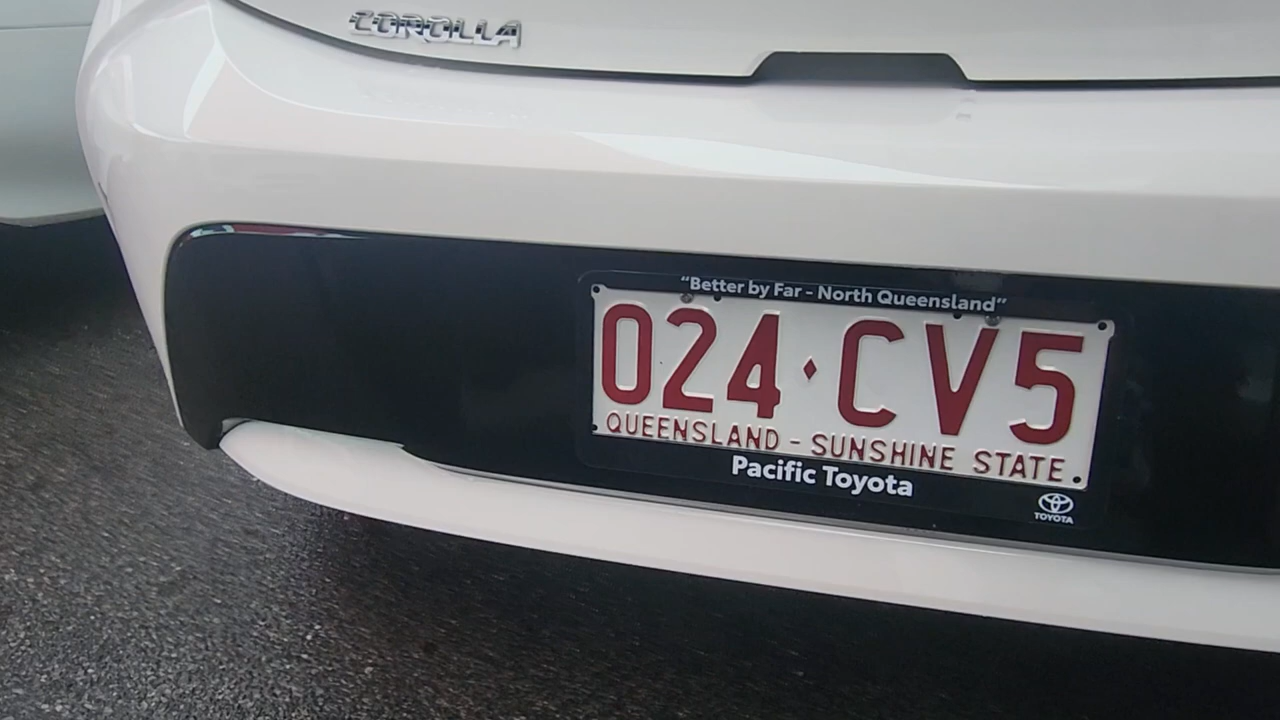 COROLLA
“Better by Far - North Queensland”
024·CV5
QUEENSLAND - SUNSHINE STATE
Pacific Toyota
TOYOTA